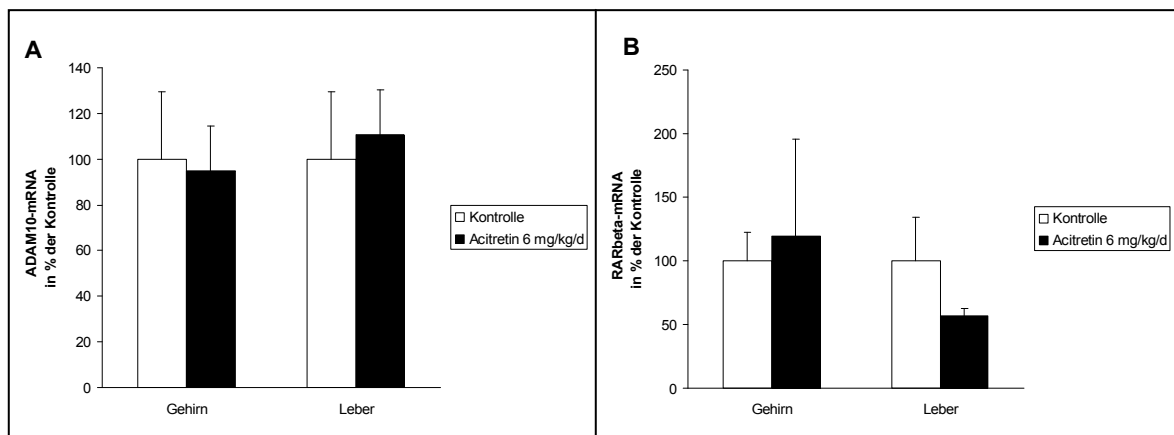 A
140
120
100
80
60
40
20
0
ADAM10-mRNA
in % der Kontrolle
Gehirn
Leber
Kontrolle
Acitretin 6 mg/kg/d
B
250
200
150
100
50
0
RARbeta-mRNA
in % der Kontrolle
Gehirn
Leber
Kontrolle
Acitretin 6 mg/kg/d